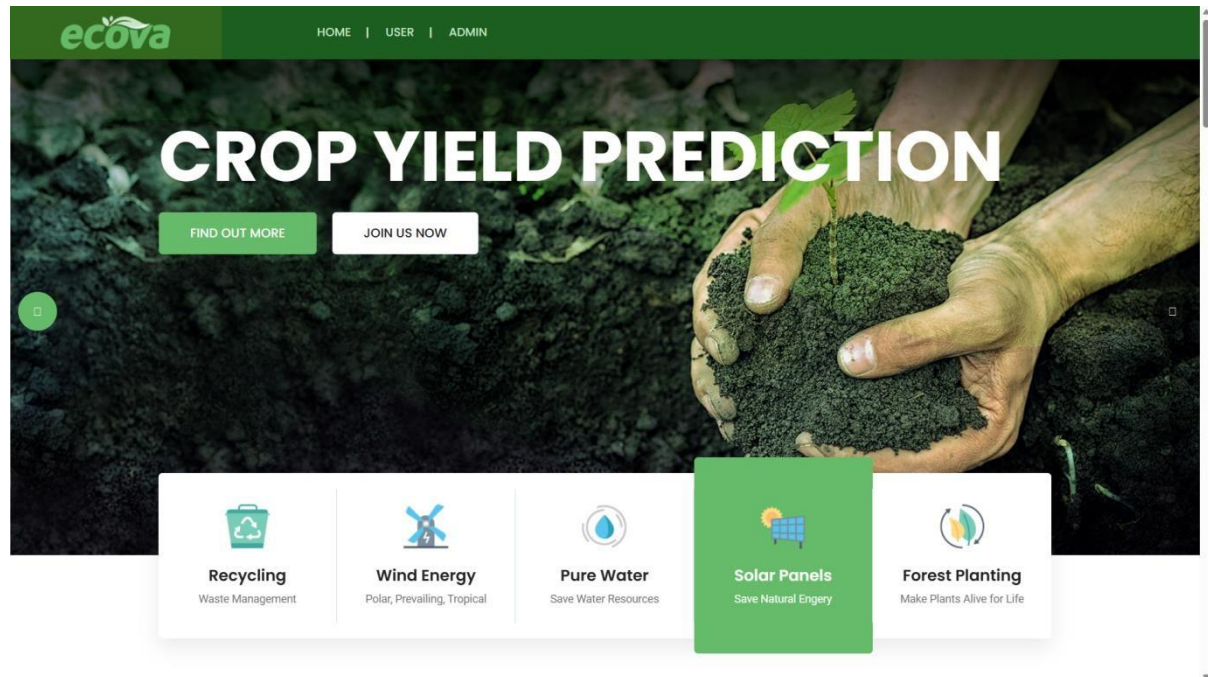 ecova
HOME | USER | ADMIN
CROP YIELD PREDICTION
FIND OUT MORE
JOIN US NOW
Recycling
Waste Management
Wind Energy
Polar, Prevailing, Tropical
Pure Water
Save Water Resources
Solar Panels
Save Natural Engery
Forest Planting
Make Plants Alive for Life